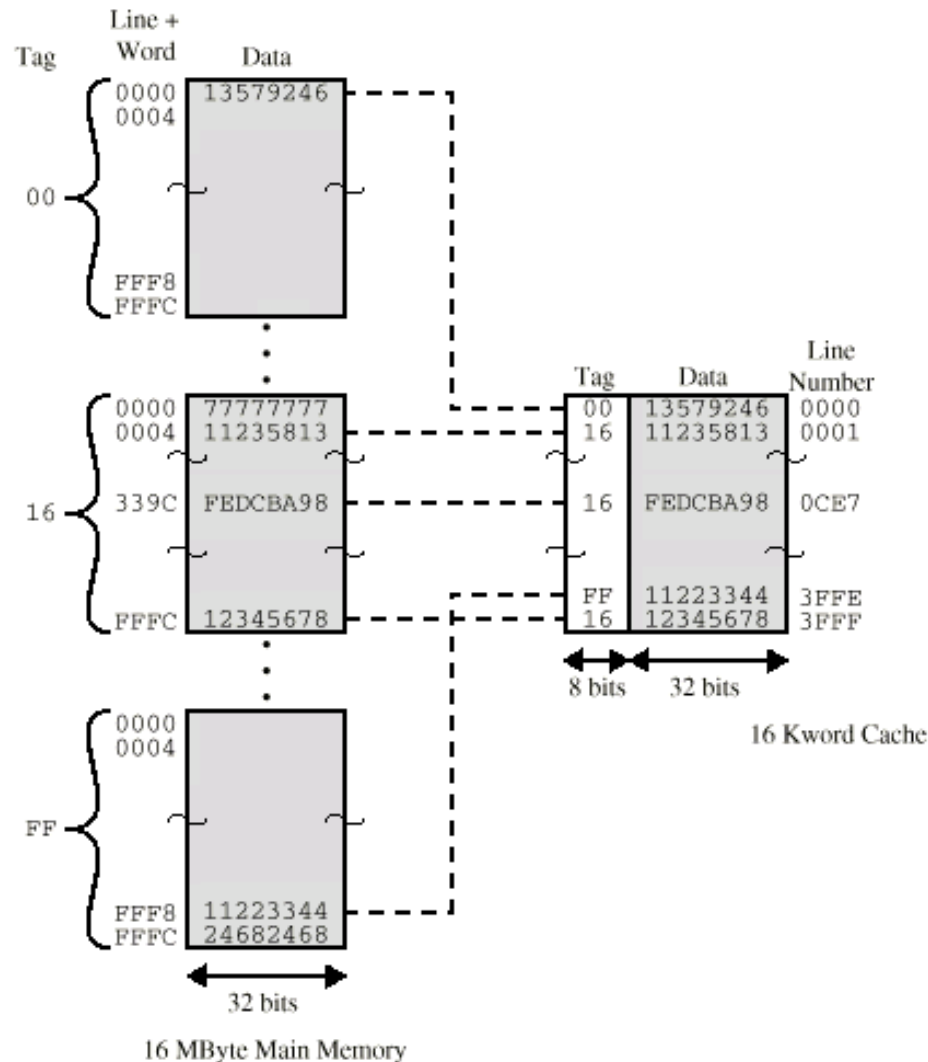 Line +
Tag Word Data
0000 13579246
0004
00
FFF8
FFFC
0000 77777777
0004 11235813
16 339C FEDCBA98
FFFC 12345678
0000
0004
FF
FFF8 11223344
FFFC 24682468
32 bits
16 MByte Main Memory
Line
Tag Data Number
00 13579246 0000
16 11235813 0001
16 FEDCBA98 0CE7
FF 11223344 3FFE
16 12345678 3FFF
8 bits 32 bits
16 Kword Cache